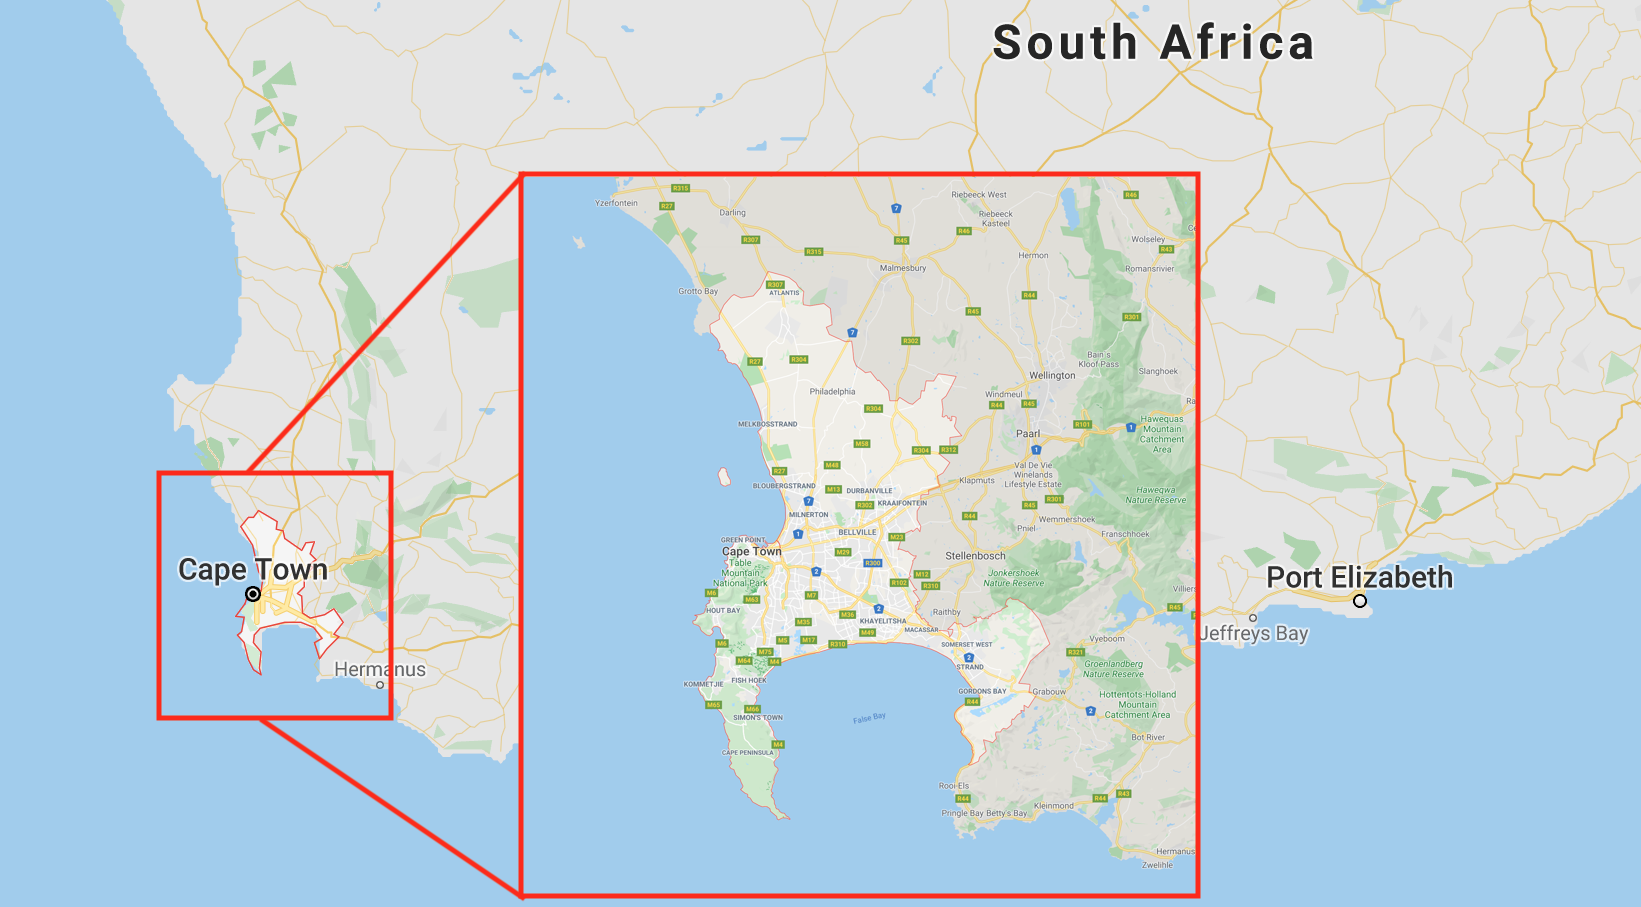 South Africa
R315
Yzerfontein
R27
Darling
7
Riebeeck West
Riebeeck
Kasteel
R46
R307
R315
R45
R46
Wolseley
R43
Hermon
Malmesbury
Romansrivier
Grotto Bay
R307
ATLANTIS
R44
R45
R301
7
R302
R27
R304
Bain's
Kloof Pass
Slanghoek
Wellington
Philadelphia
Windmeul
R44
R45
R304
MELKBOSSTRAND
R101
1
Hawequas
Mountain
Catchment
Area
Paarl
M58
R304
R312
1
R27
M48
Val De Vie
Winelands
Lifestyle Estate
Klapmuts
BLOUBERGSTRAND
M13
DURBANVILLE
Hawegwa
Nature Reserve
7
R302
KRAAIFONTEIN
R301
R45
MILNERTON
R44
Wemmershoek
Pniel
1
BELLVILLE
M23
Franschhoek
GREEN POINT
Cape Town
M29
Stellenbosch
Table
Mountain
National Park
R300
2
M12
Jonkershoek
Nature Reserve
R102
R310
M6
M63
M7
Villiers
HOUT BAY
M36
2
Raithby
R45
M35
KHAYELITSHA
M45
MACASSAR
M6
M5
M17
R310
SOMERSET WEST
Vyeboom
M75
M64
M4
2
STRAND
R321
Groenlandberg
Nature Reserve
KOMMETJIE
FISH HOEK
GORDONS BAY
Grabouw
M65
M66
R44
Hottentots-Holland
Mountain
Catchment Area
SIMON'S TOWN
False Bay
2
M4
Bot River
CAPE PENINSULA
Rooi-Els
R44
R44
R43
Kleinmond
Pringle Bay
Betty's Bay
Hermanus
Zwelihle
Cape Town
Hermanus
Port Elizabeth
Jeffreys Bay